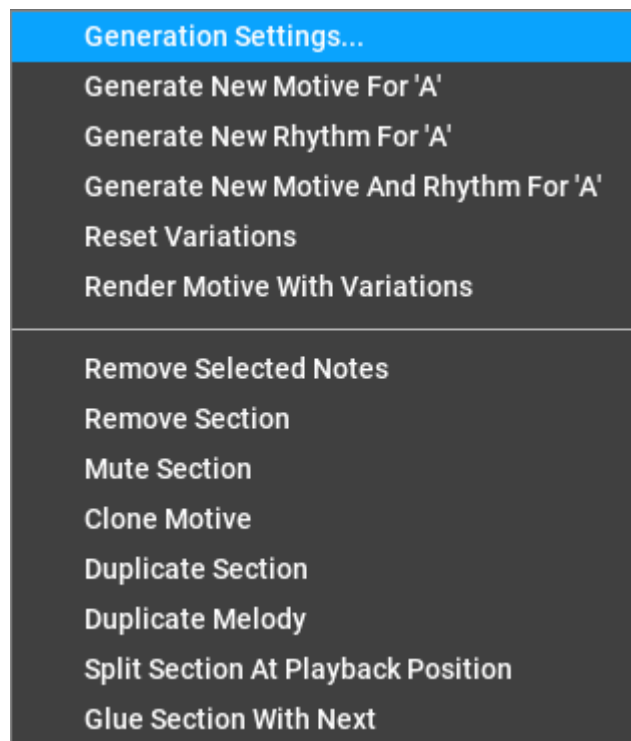 Generation Settings...
Generate New Motive For 'A'
Generate New Rhythm For 'A'
Generate New Motive And Rhythm For 'A'
Reset Variations
Render Motive With Variations
Remove Selected Notes
Remove Section
Mute Section
Clone Motive
Duplicate Section
Duplicate Melody
Split Section At Playback Position
Glue Section With Next